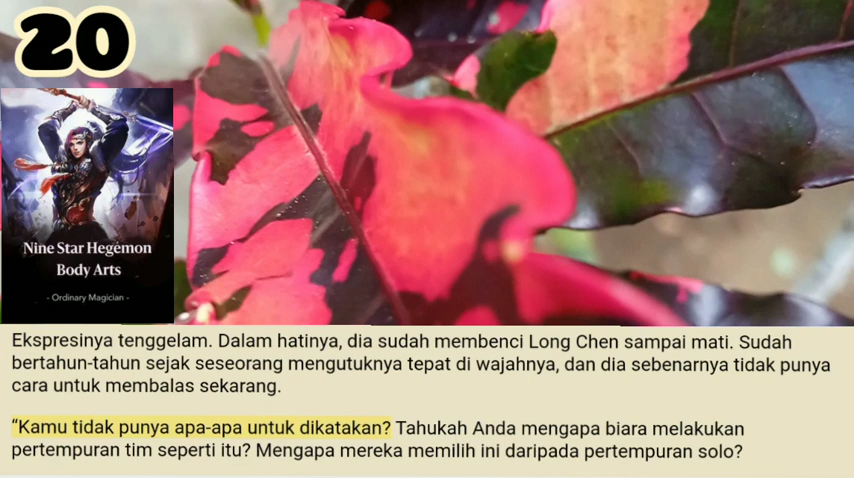 20
Nine Star Hegemon
Body Arts
- Ordinary Magician -
Ekspresinya tenggelam. Dalam hatinya, dia sudah membenci Long Chen sampai mati. Sudah
bertahun-tahun sejak seseorang mengutuknya tepat di wajahnya, dan dia sebenarnya tidak punya
cara untuk membalas sekarang.
“Kamu tidak punya apa-apa untuk dikatakan? Tahukah Anda mengapa biara melakukan
pertempuran tim seperti itu? Mengapa mereka memilih ini daripada pertempuran solo?